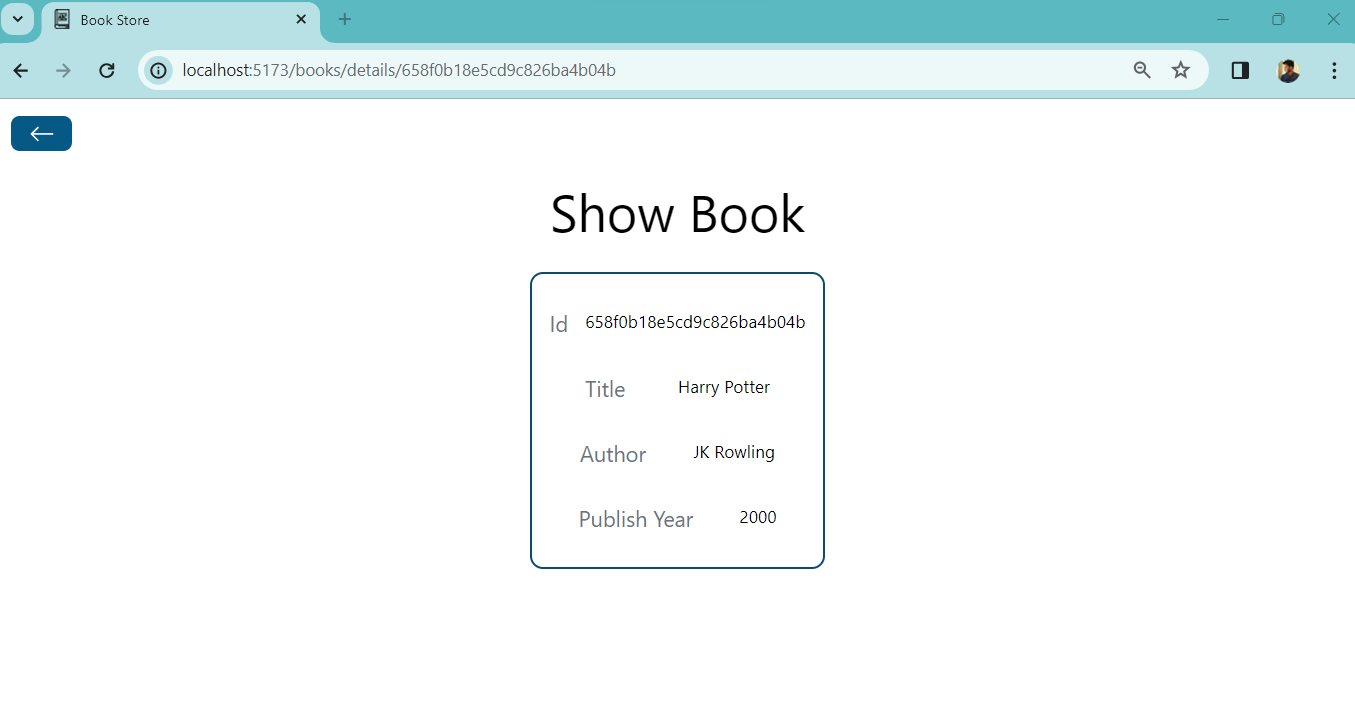 Book Store
localhost:5173/books/details/658f0b18e5cd9c826ba4b04b
Show Book
Id 658f0b18e5cd9c826ba4b04b
Title Harry Potter
Author JK Rowling
Publish Year 2000